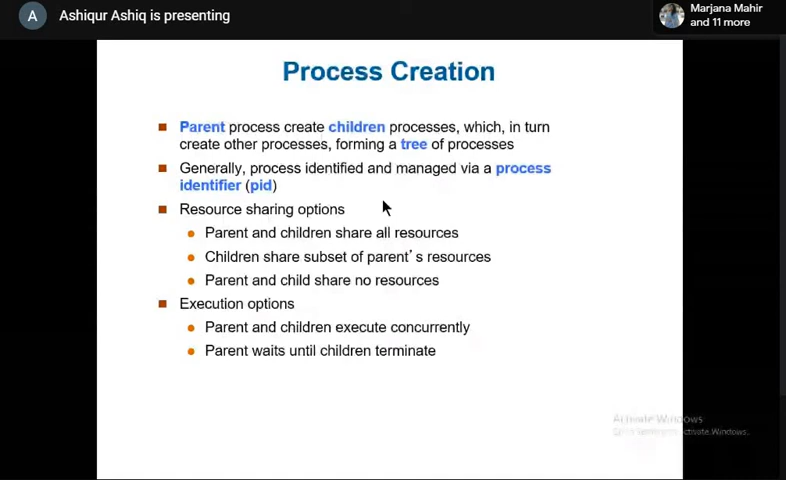 A
Ashiqur Ashiq is presenting
Marjana Mahir
and 11 more
Process Creation
Parent process create children processes, which, in turn
create other processes, forming a tree of processes
Generally, process identified and managed via a process
identifier (pid)
Resource sharing options
Parent and children share all resources
Children share subset of parent's resources
Parent and child share no resources
Execution options
Parent and children execute concurrently
Parent waits until children terminate
Activate Windows